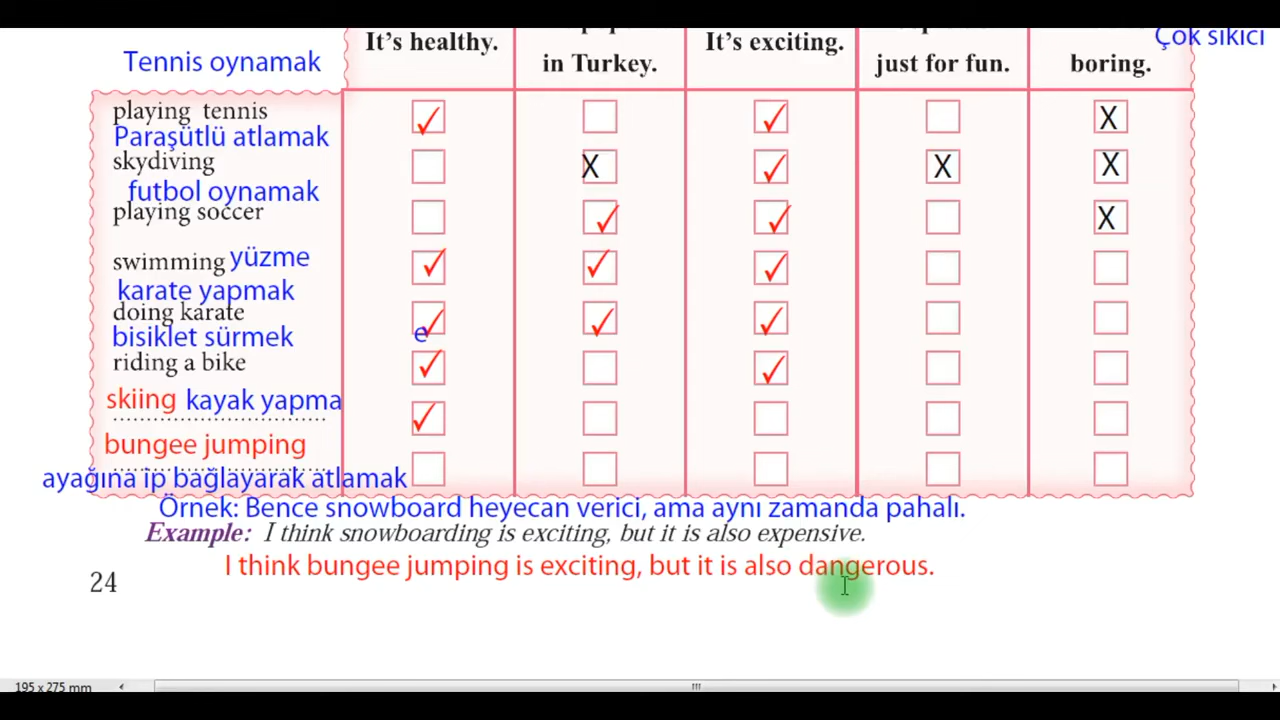 Çok sıkıcı
It's healthy.
It's exciting.
Tennis oynamak
in Turkey.
just for fun.
boring.
playing tennis
X
Paraşütlü atlamak
skydiving
X
X
X
futbol oynamak
playing soccer
X
swimming yüzme
karate yapmak
doing karate
e
bisiklet sürmek
riding a bike
skiing kayak yapma
bungee jumping
ayağına ip bağlayarak atlamak
Örnek: Bence snowboard heyecan verici, ama aynı zamanda pahalı.
Example: I think snowboarding is exciting, but it is also expensive.
I think bungee jumping is exciting, but it is also dangerous.
24
195 x 275 mm